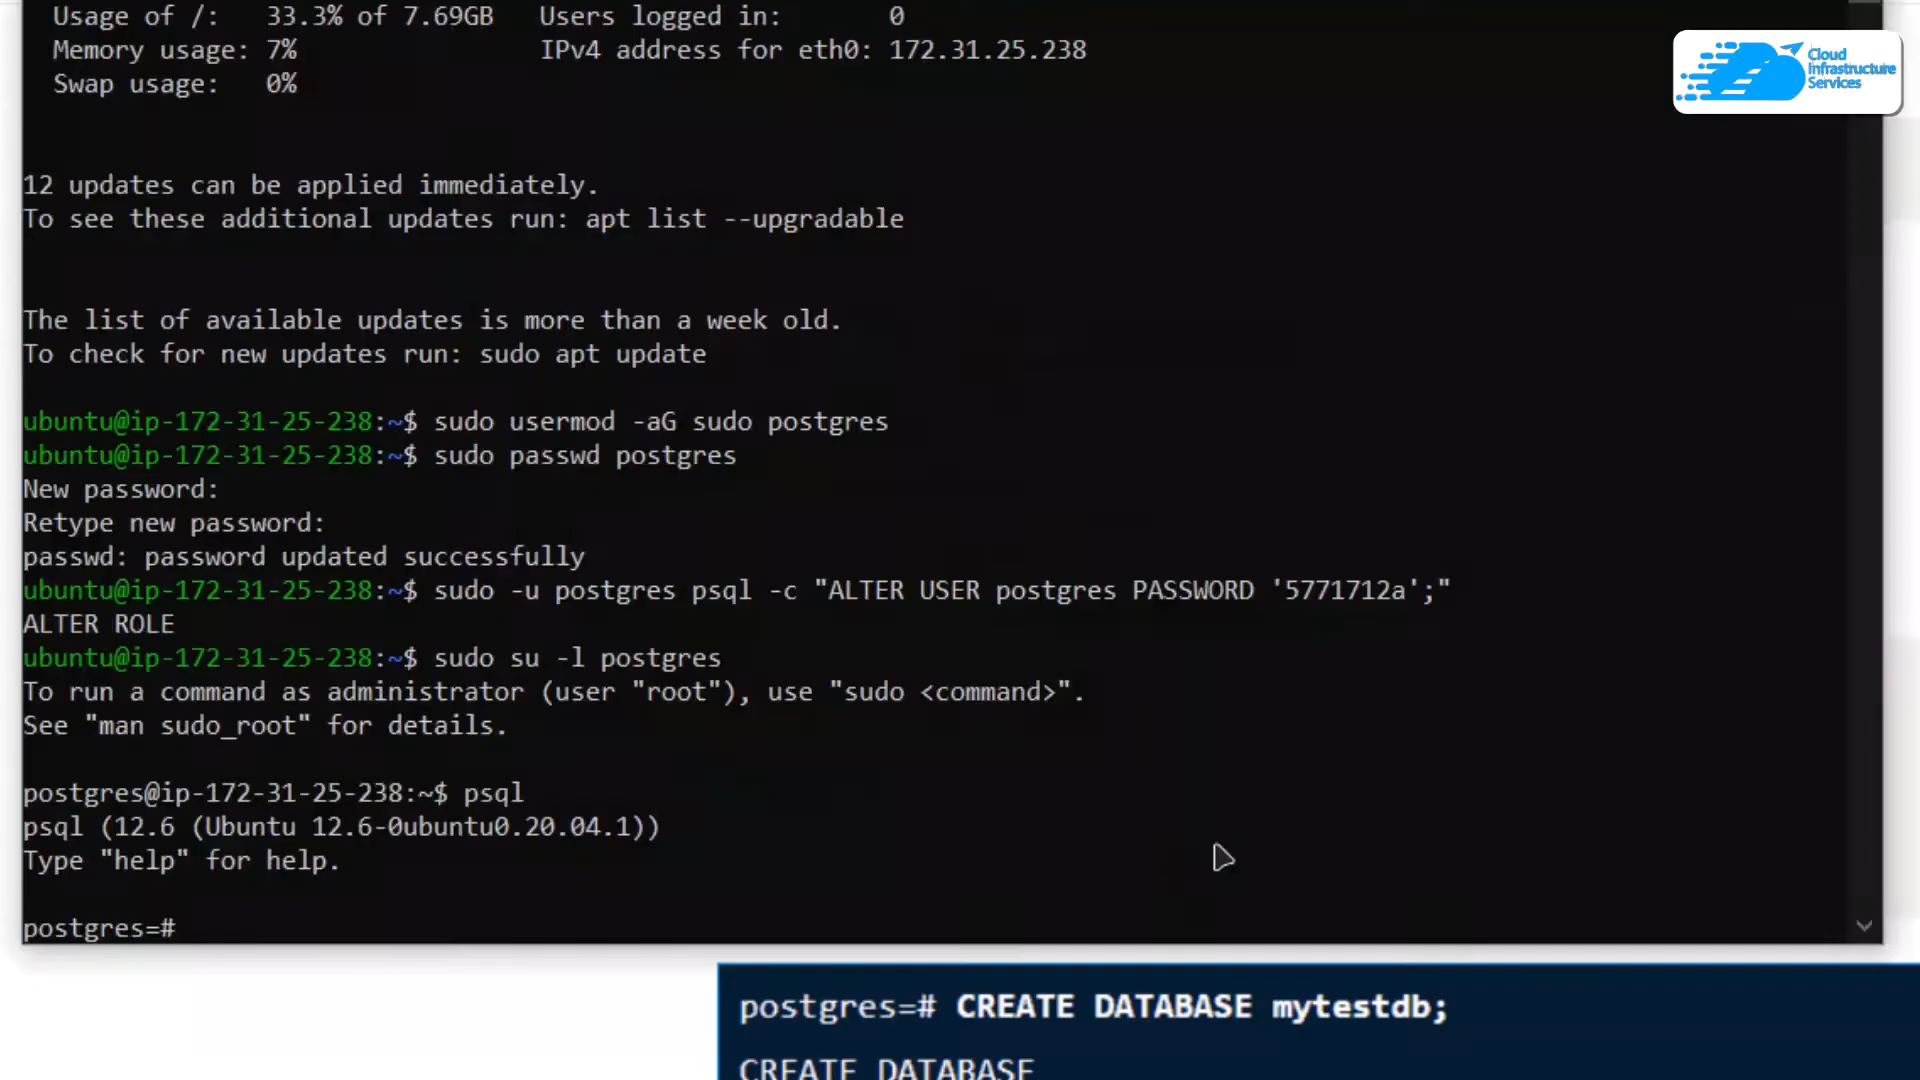 Usage of /:   33.3% of 7.69GB   Users logged in:       0
Memory usage: 7%                IPv4 address for eth0: 172.31.25.238
Swap usage:   0%
Cloud
Infrastructure
Services
12 updates can be applied immediately.
To see these additional updates run: apt list --upgradable
The list of available updates is more than a week old.
To check for new updates run: sudo apt update
ubuntu@ip-172-31-25-238:~$ sudo usermod -aG sudo postgres
ubuntu@ip-172-31-25-238:~$ sudo passwd postgres
New password:
Retype new password:
passwd: password updated successfully
ubuntu@ip-172-31-25-238:~$ sudo -u postgres psql -c "ALTER USER postgres PASSWORD '5771712a';"
ALTER ROLE
ubuntu@ip-172-31-25-238:~$ sudo su -l postgres
To run a command as administrator (user "root"), use "sudo <command>".
See "man sudo_root" for details.
postgres@ip-172-31-25-238:~$ psql
psql (12.6 (Ubuntu 12.6-0ubuntu0.20.04.1))
Type "help" for help.
postgres=#
postgres=# CREATE DATABASE mytestdb;
CREATE DATABASE